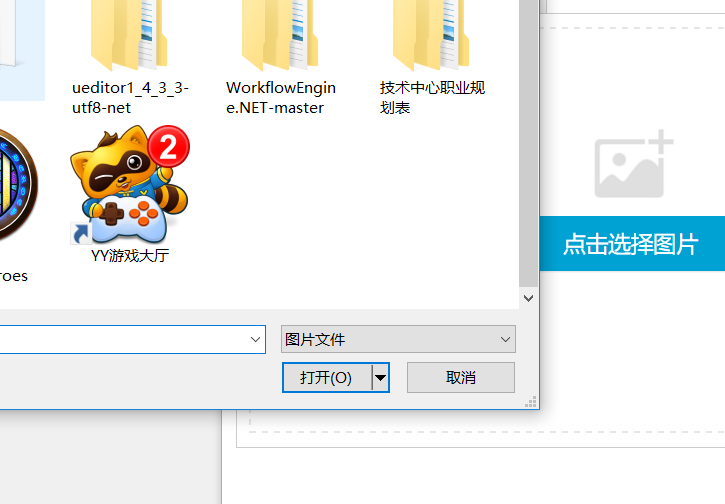 ueditor1_4_3_3-
utf8-net
WorkflowEngin
e.NET-master
技术中心职业规
划表
2
YY游戏大厅
roes
点击选择图片
图片文件
打开(O)
取消